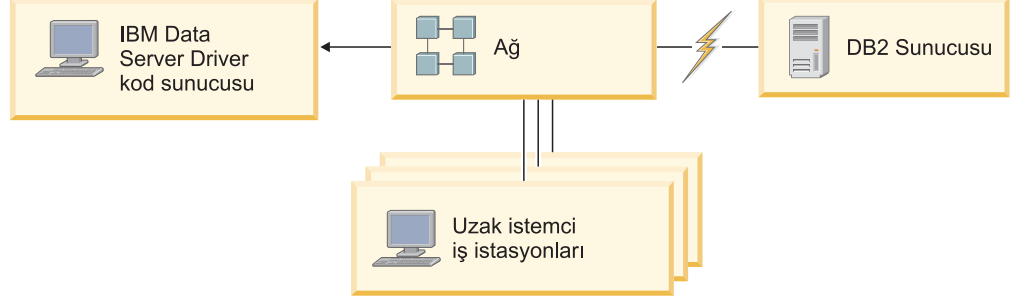 IBM Data
Server Driver
kod sunucusu
Ağ
DB2 Sunucusu
Uzak istemci
iş istasyonları